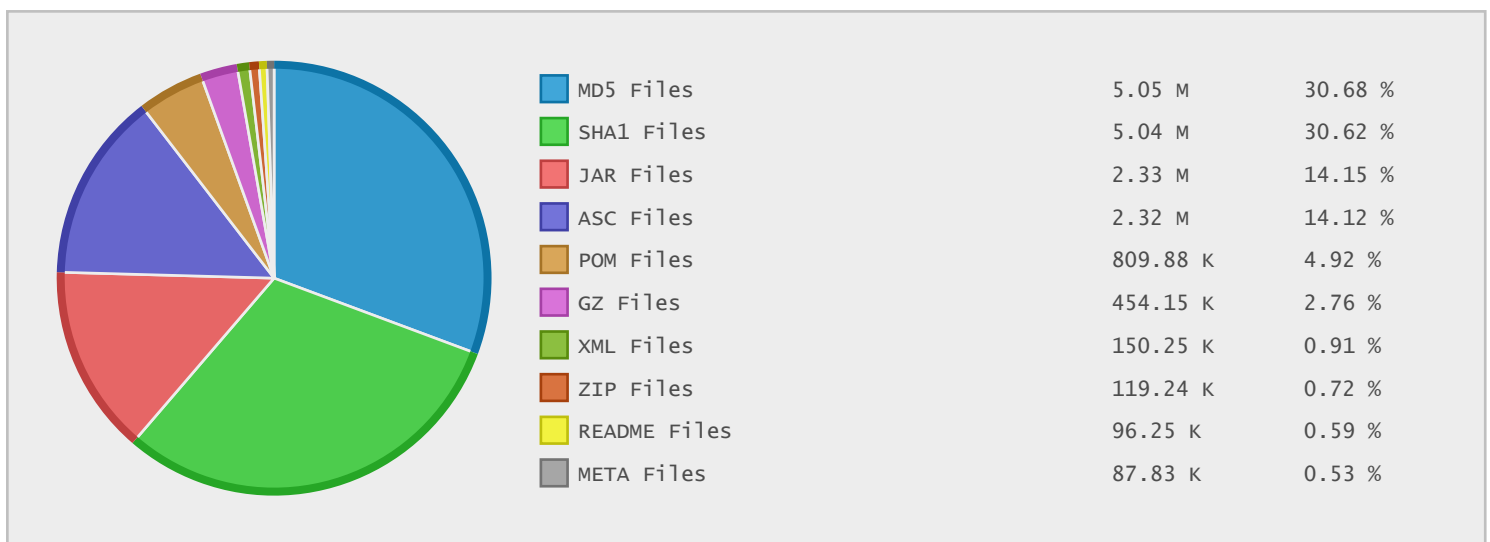 MD5 Files 5.05 M 30.68 %
SHA1 Files 5.04 M 30.62 %
JAR Files 2.33 M 14.15 %
ASC Files 2.32 M 14.12 %
POM Files 809.88 K 4.92 %
GZ Files 454.15 K 2.76 %
XML Files 150.25 K 0.91 %
ZIP Files 119.24 K 0.72 %
README Files 96.25 K 0.59 %
META Files 87.83 K 0.53 %